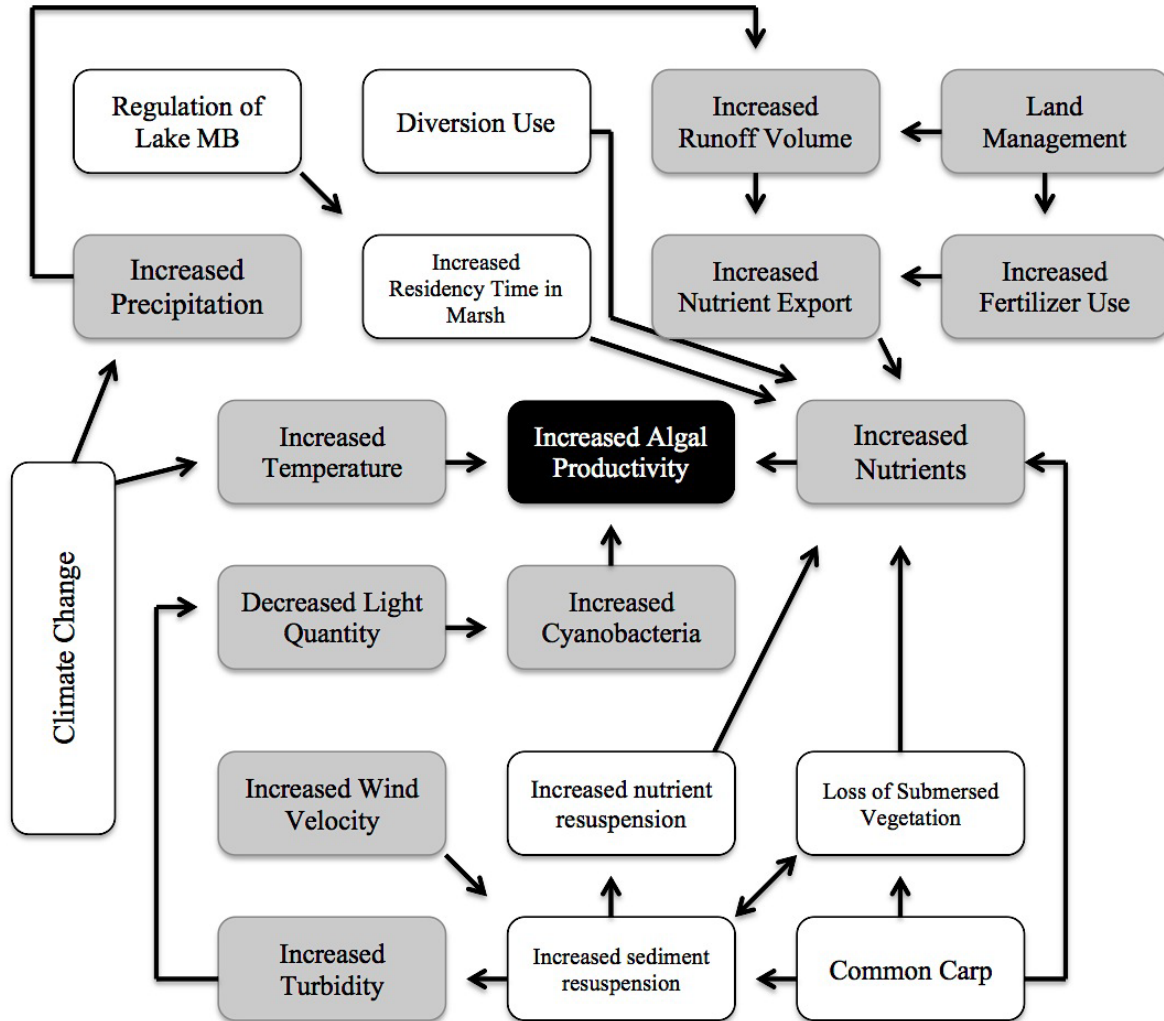 Regulation of
Lake MB
Diversion Use
Increased
Runoff Volume
Land
Management
Increased
Precipitation
Increased
Residency Time in
Marsh
Increased
Nutrient Export
Increased
Fertilizer Use
Climate Change
Increased
Temperature
Increased Algal
Productivity
Increased
Nutrients
Decreased Light
Quantity
Increased
Cyanobacteria
Increased Wind
Velocity
Increased nutrient
resuspension
Loss of Submersed
Vegetation
Increased
Turbidity
Increased sediment
resuspension
Common Carp